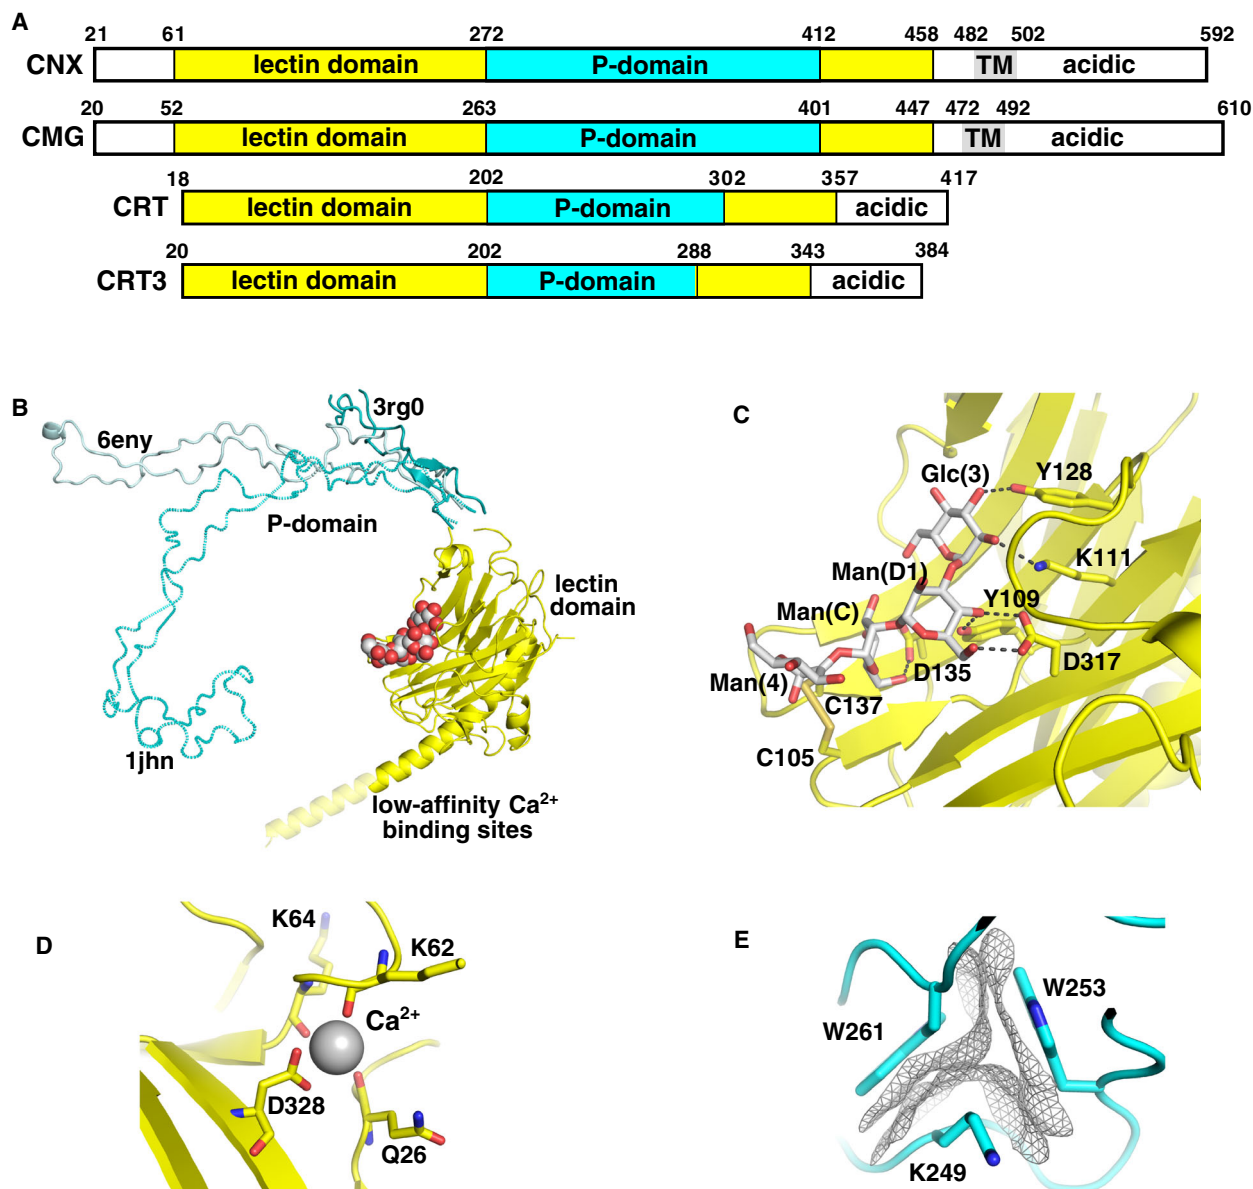 A
21 61 272 412 458 482 502 592
CNX lectin domain P-domain TM acidic
20 52 263 401 447 472 492 610
CMG lectin domain P-domain TM acidic
18 202 302 357 417
CRT lectin domain P-domain acidic
20 202 288 343 384
CRT3 lectin domain P-domain acidic
B
3rg0
6eny
P-domain
lectin
domain
1jhn
low-affinity Ca2+
binding sites
C
Glc(3)
Y128
K111
Man(D1)
Y109
Man(C)
D317
D135
Man(4)
C137
C105
D
K64
K62
Ca2+
D328
Q26
E
W253
W261
K249